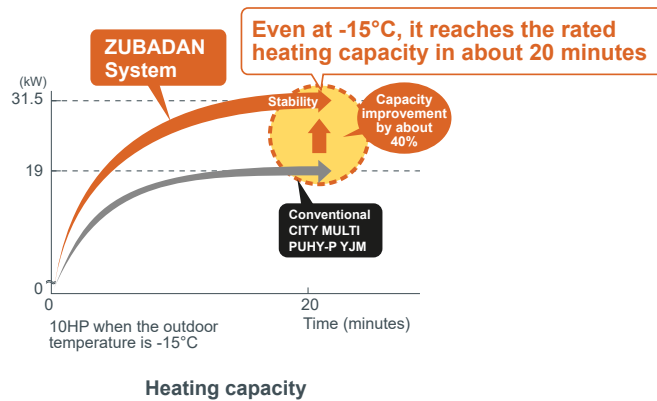 Even at -15°C, it reaches the rated
heating capacity in about 20 minutes
ZUBADAN
System
(kW)
31.5
Stability
Capacity
improvement
by about
40%
19
Conventional
CITY MULTI
PUHY-P YJM
0
0
20
10HP when the outdoor
temperature is -15°C
Time (minutes)
Heating capacity